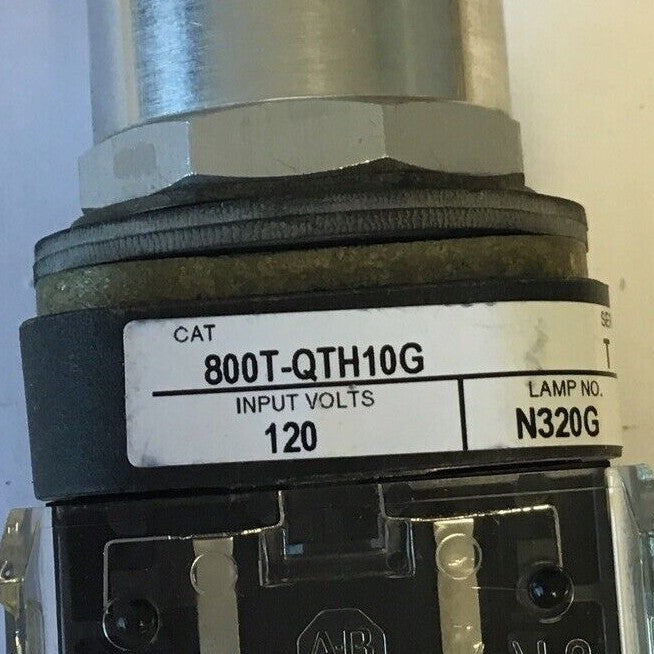 CAT
800T-QTH10G
T
INPUT VOLTS
120
LAMP NO.
N320G
A-B